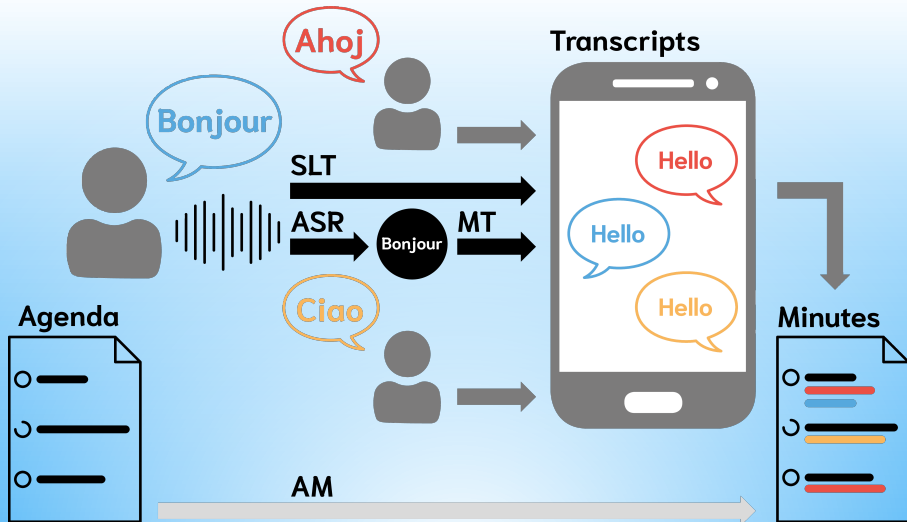 Ahoj
Transcripts
Bonjour
Hello
SLT
ASR
Bonjour
MT
Hello
Ciao
Hello
Agenda
Minutes
AM